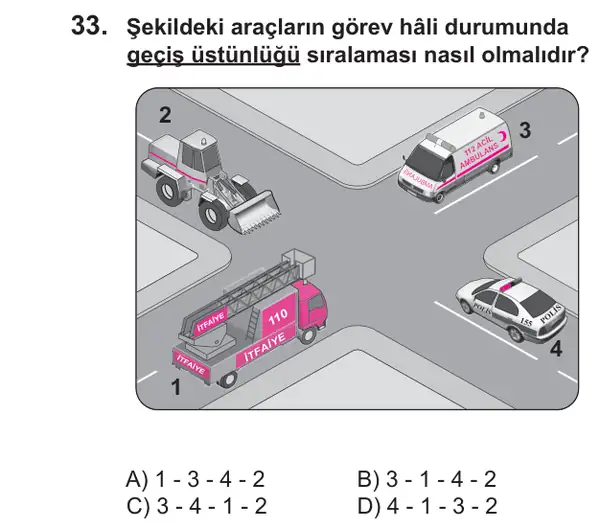 33. Şekildeki araçların görev hâli durumunda
geçiş üstünlüğü sıralaması nasıl olmalıdır?
2
3
112 ACİL
AMBULANS
AMBULANS
İTFAİYE
110
İTFAİYE
İTFAİYE
1
POLİS
155
POLİS
4
A) 1 - 3 - 4 - 2
B) 3 - 1 - 4 - 2
C) 3 - 4 - 1 - 2
D) 4 - 1 - 3 - 2